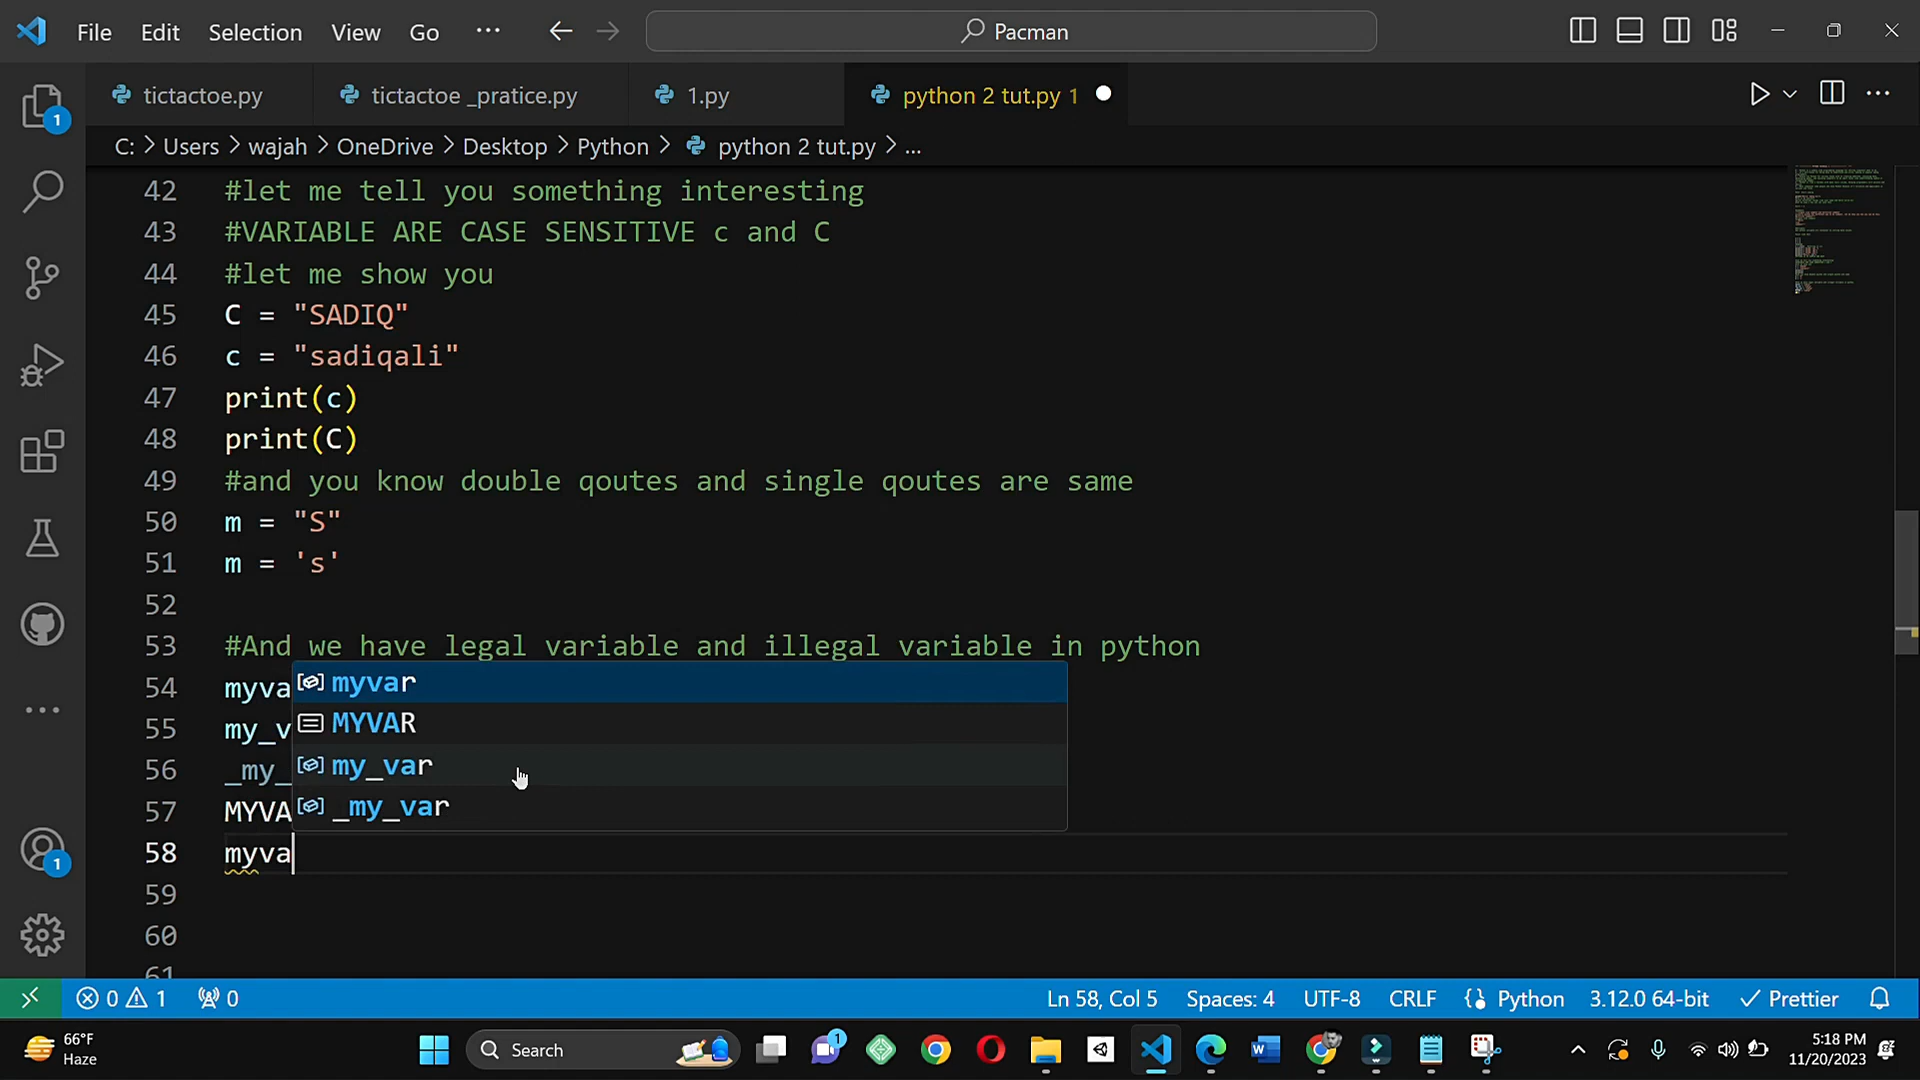 File Edit Selection View Go ... Pacman
tictactoe.py tictactoe _pratice.py 1.py python 2 tut.py 1
C: > Users > wajah > OneDrive > Desktop > Python > python 2 tut.py > ...
42 #let me tell you something interesting
43 #VARIABLE ARE CASE SENSITIVE c and C
44 #let me show you
45 C = "SADIQ"
46 c = "sadiqali"
47 print(c)
48 print(C)
49 #and you know double qoutes and single qoutes are same
50 m = "S"
51 m = 's'
52
53 #And we have legal variable and illegal variable in python
54 myva
myvar
MYVAR
55 my_v
my_var
56 _my_
_my_var
57 MYVA
58 myva
59
60
61
1
1
0 1 0 Ln 58, Col 5 Spaces: 4 UTF-8 CRLF Python 3.12.0 64-bit Prettier
66°F
Haze
Search
1
5:18 PM
11/20/2023